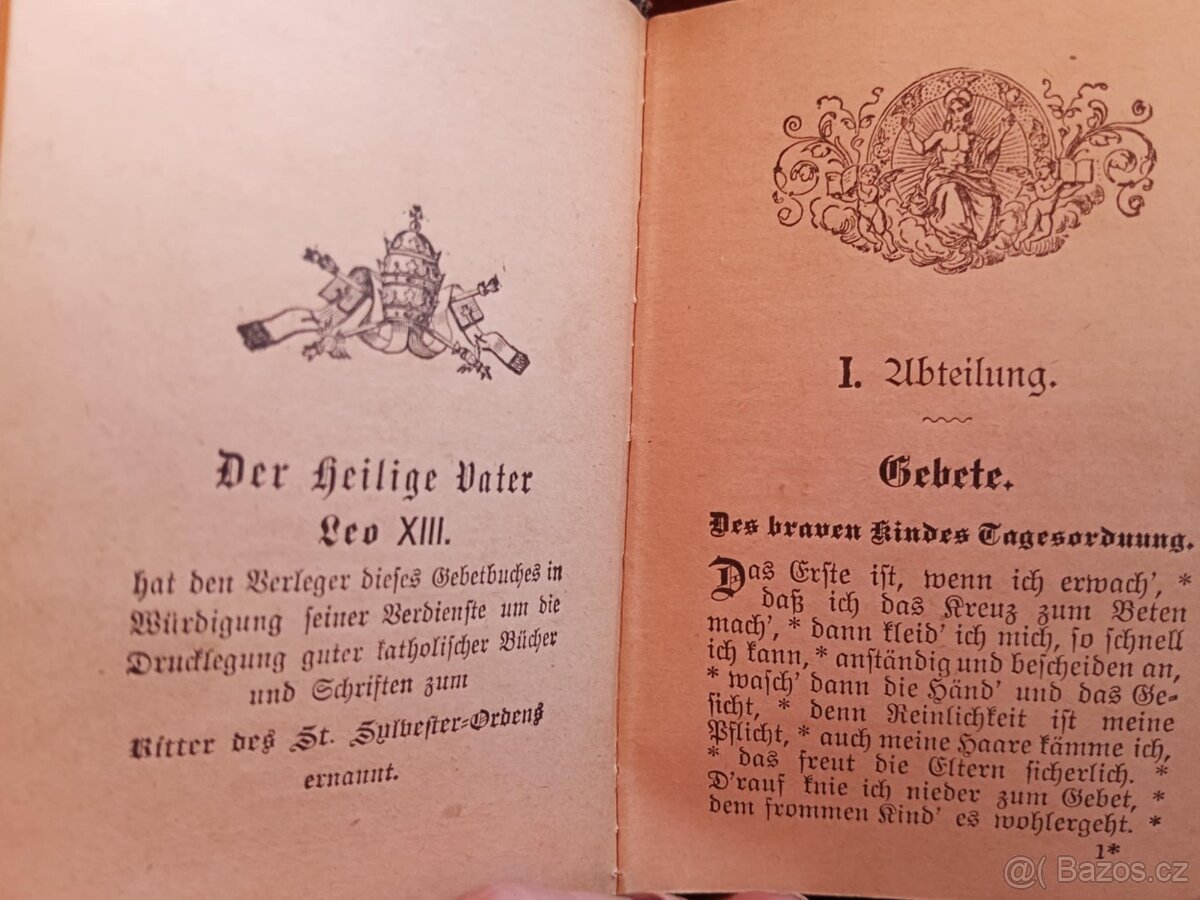 Der Heilige Vater
Leo XIII.
hat den Verleger dieses Gebetbuches in
Würdigung seiner Verdienste um die
Drucklegung guter katholischer Bücher
und Schriften zum
Ritter des St. Sylvester-Ordens
ernannt.
I. Abteilung.
Gebete.
Des braven Kindes Tagesordnung.
Das Erste ist, wenn ich erwach', *
daß ich das Kreuz zum Beten
mach', * dann kleid' ich mich, so schnell
ich kann, * anständig und bescheiden an,
* wasch' dann die Händ' und das Ge-
sicht, * denn Reinlichkeit ist meine
Pflicht, * auch meine Haare kämme ich,
* das freut die Eltern sicherlich. *
D'rauf knie ich nieder zum Gebet, *
dem frommen Kind' es wohlergeht. *
1*
@( Bazos.cz